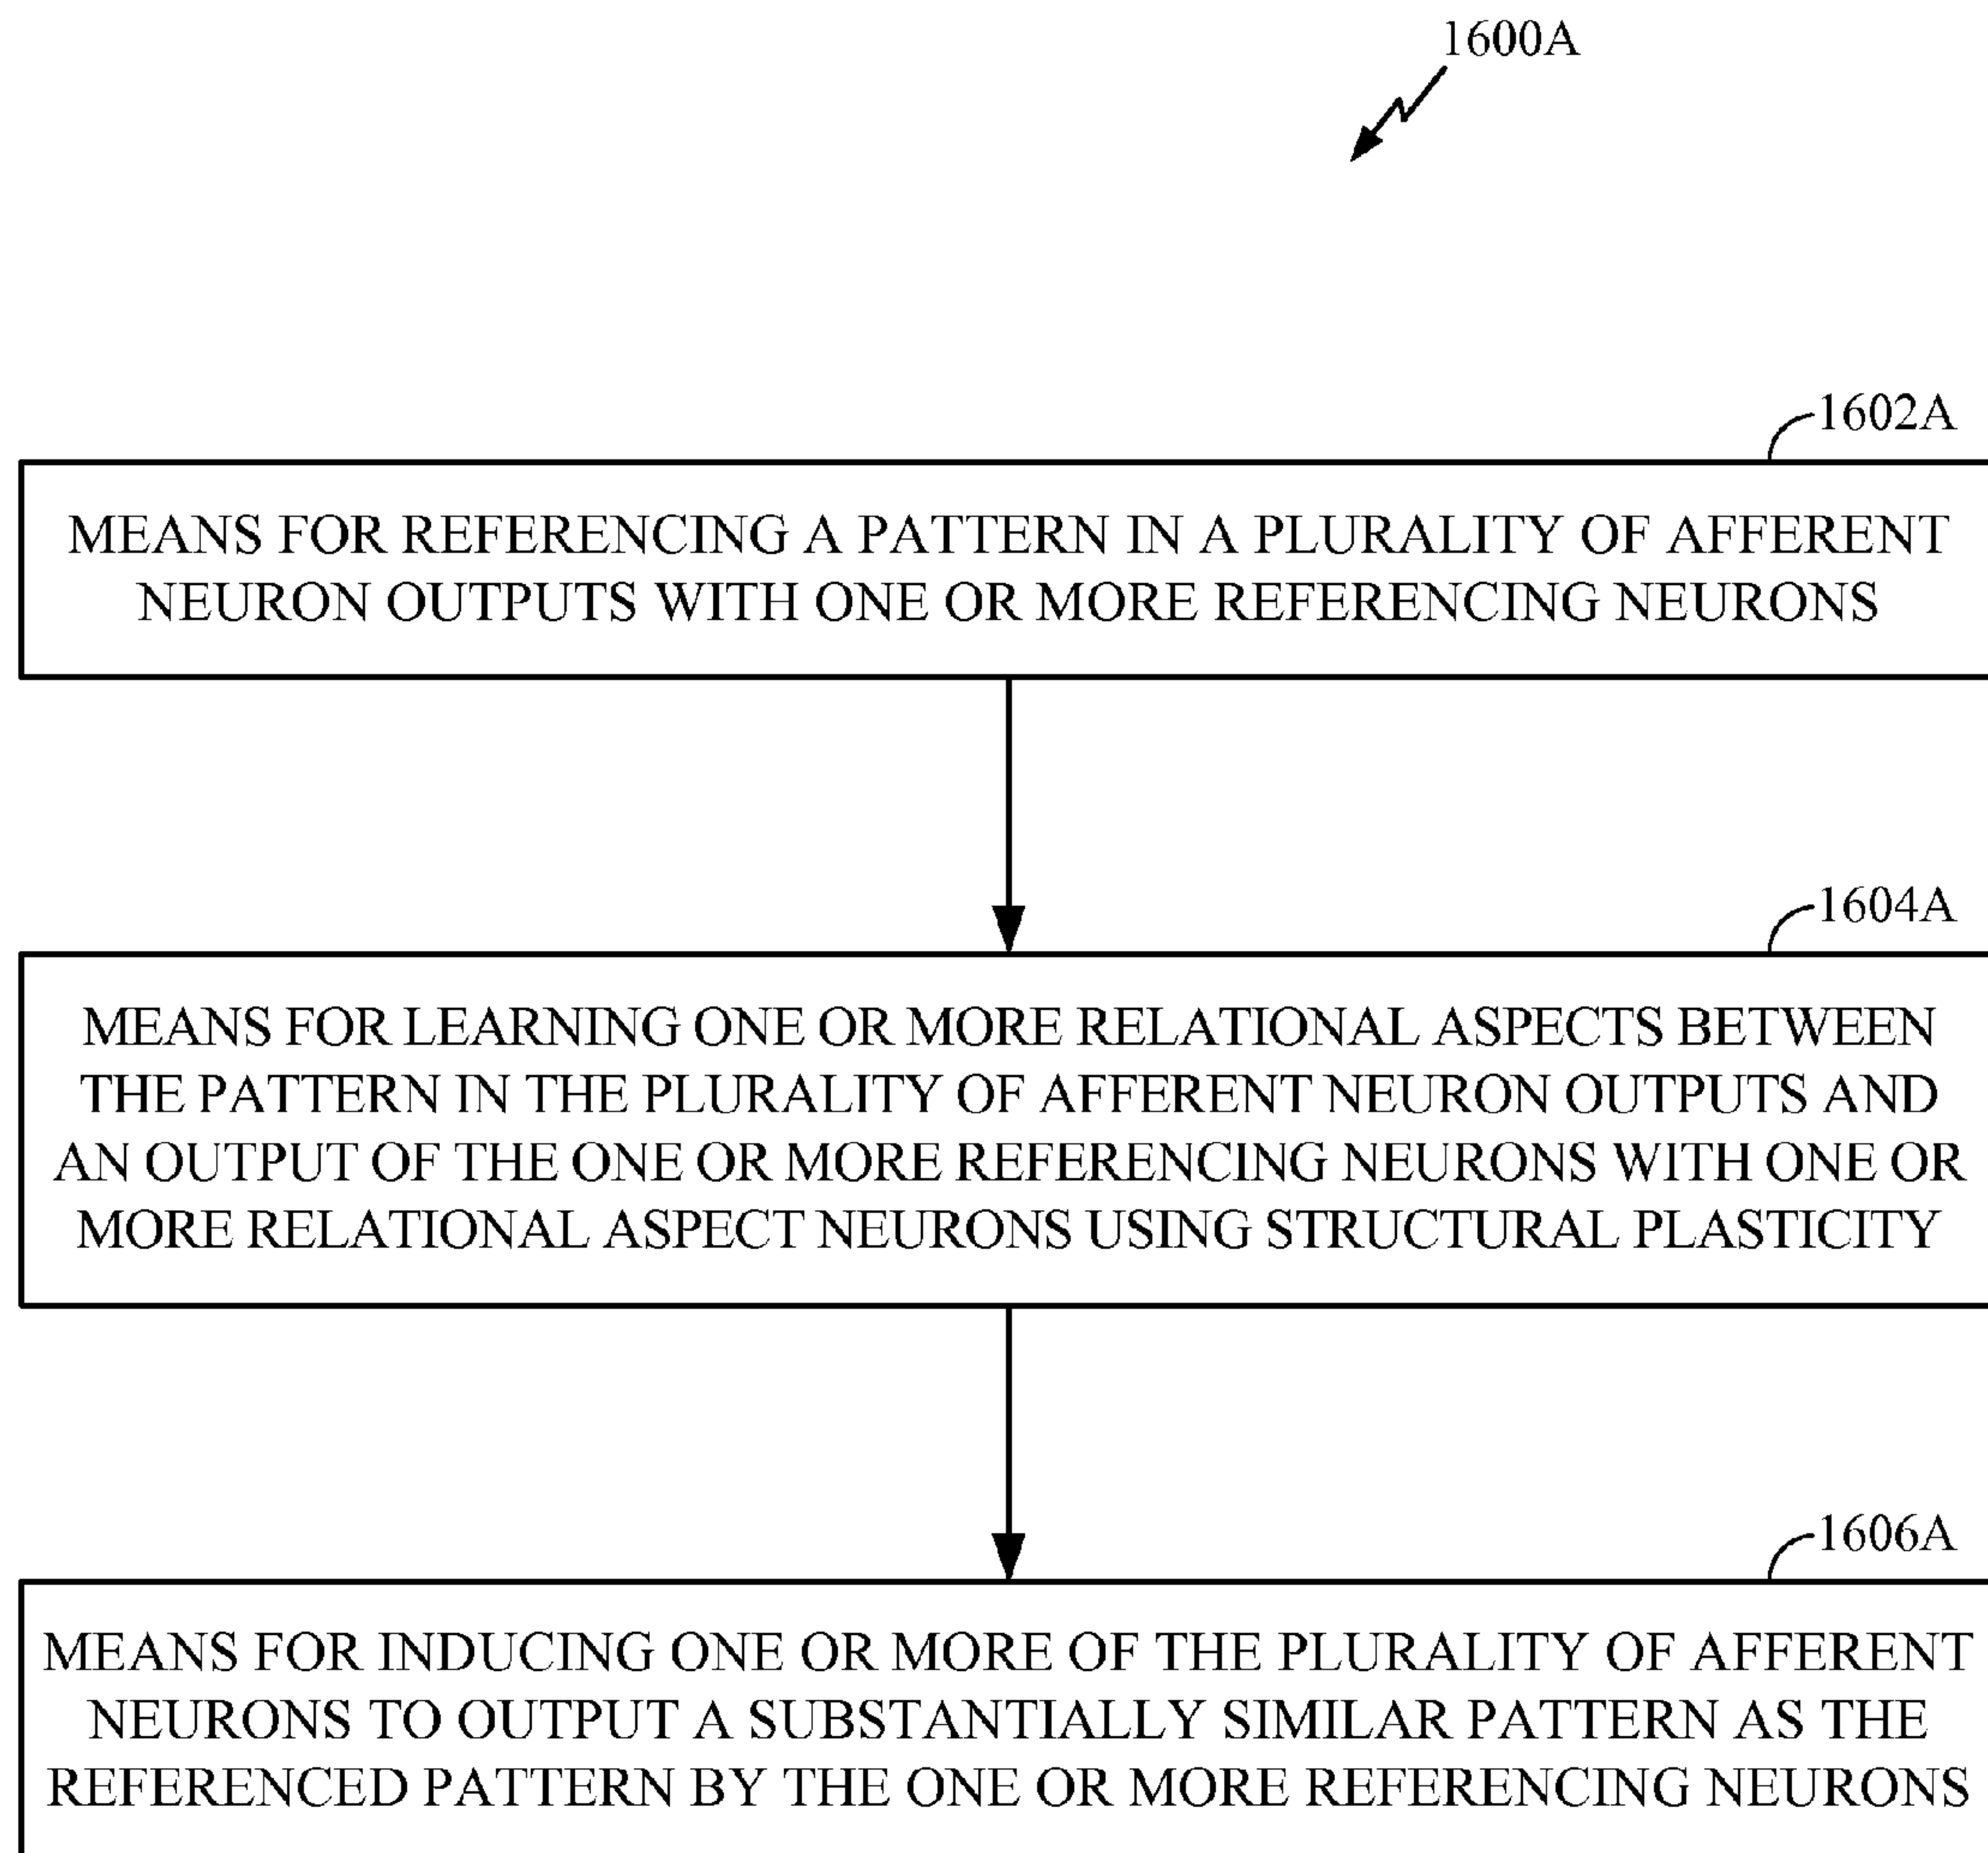 1600A
1602A
MEANS FOR REFERENCING A PATTERN IN A PLURALITY OF AFFERENT
NEURON OUTPUTS WITH ONE OR MORE REFERENCING NEURONS
1604A
MEANS FOR LEARNING ONE OR MORE RELATIONAL ASPECTS BETWEEN
THE PATTERN IN THE PLURALITY OF AFFERENT NEURON OUTPUTS AND
AN OUTPUT OF THE ONE OR MORE REFERENCING NEURONS WITH ONE OR
MORE RELATIONAL ASPECT NEURONS USING STRUCTURAL PLASTICITY
1606A
MEANS FOR INDUCING ONE OR MORE OF THE PLURALITY OF AFFERENT
NEURONS TO OUTPUT A SUBSTANTIALLY SIMILAR PATTERN AS THE
REFERENCED PATTERN BY THE ONE OR MORE REFERENCING NEURONS